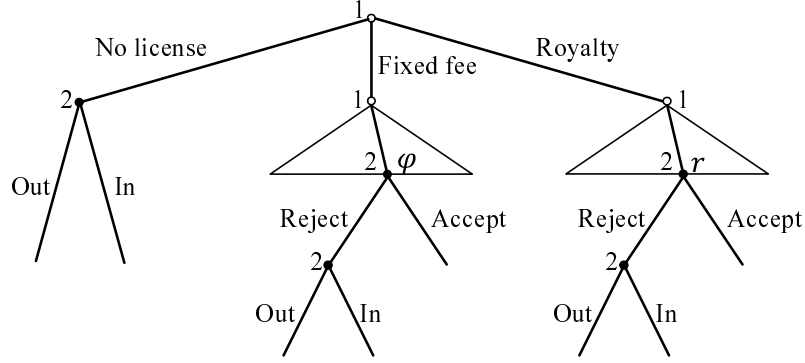 1
No license
Fixed fee
Royalty
2
1
1
Out
In
2 φ
2 r
Reject
Accept
Reject
Accept
2
2
Out
In
Out
In